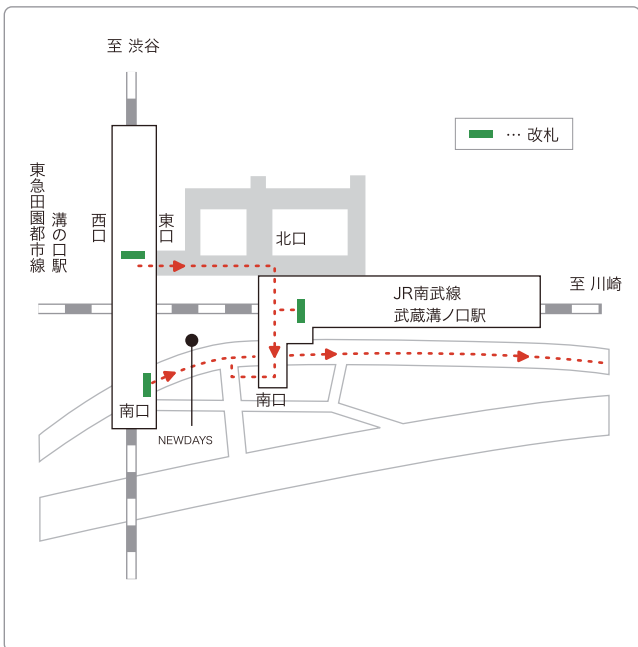 至 渋谷
… 改札
東急田園都市線
溝の口駅
西口
東口
北口
JR南武線
武蔵溝ノ口駅
至 川崎
南口
南口
NEWDAYS